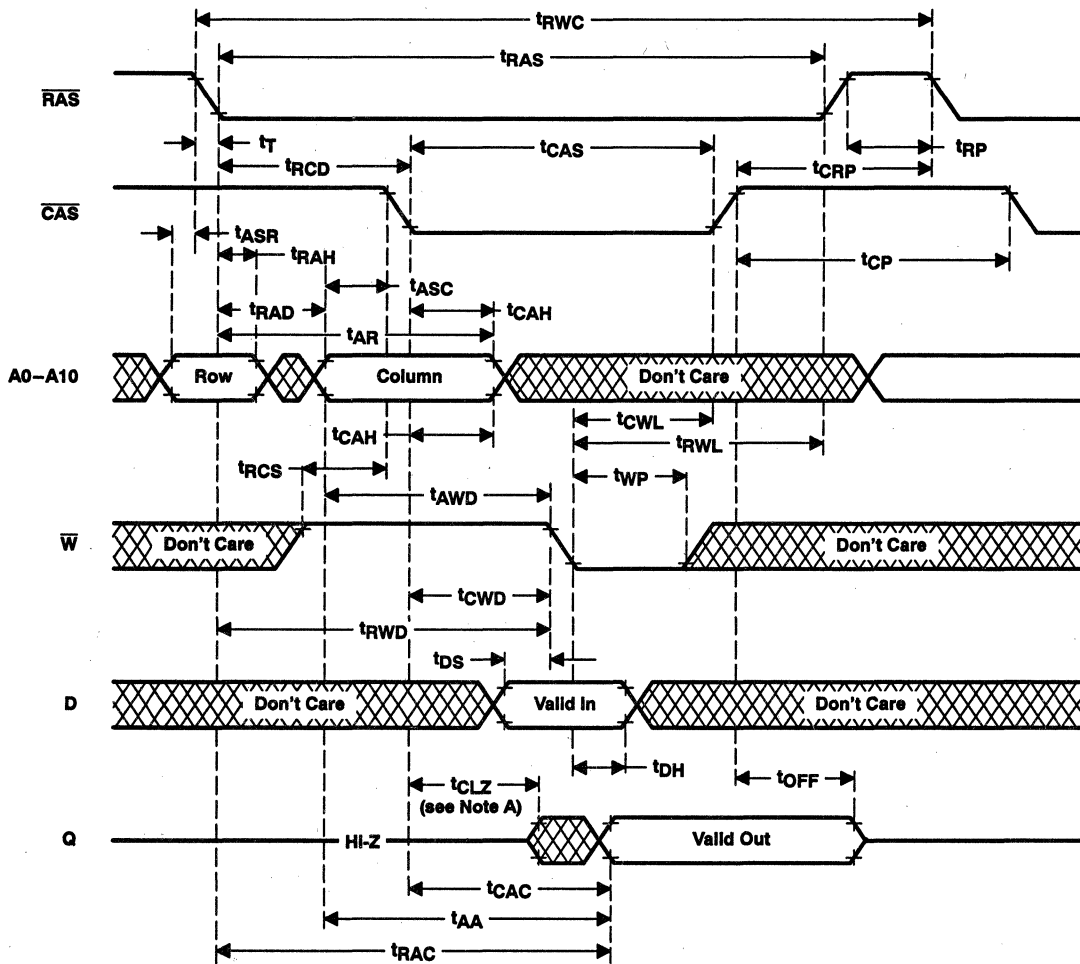 tRWC
tRAS
RAS
tT
tRP
tRCD
tCAS
tCRP
CAS
tASR
tRAH
tCP
tASC
tRAD
tCAH
tAR
A0–A10
Row
Column
Don't Care
tCWL
tCAH
tRWL
tRCS
tWP
tAWD
W
Don't Care
Don't Care
tCWD
tRWD
tDS
D
Don't Care
Valid In
Don't Care
tDH
tCLZ
tOFF
(see Note A)
Q
HI-Z
Valid Out
tCAC
tAA
tRAC